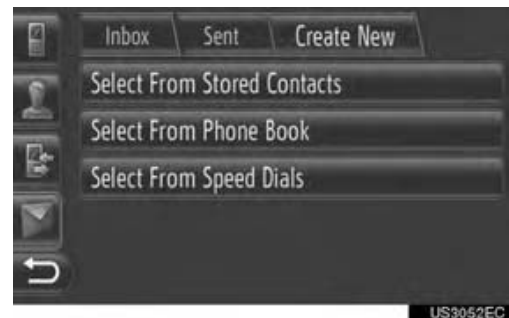 Inbox Sent Create New
Select From Stored Contacts
Select From Phone Book
Select From Speed Dials
US3052EC